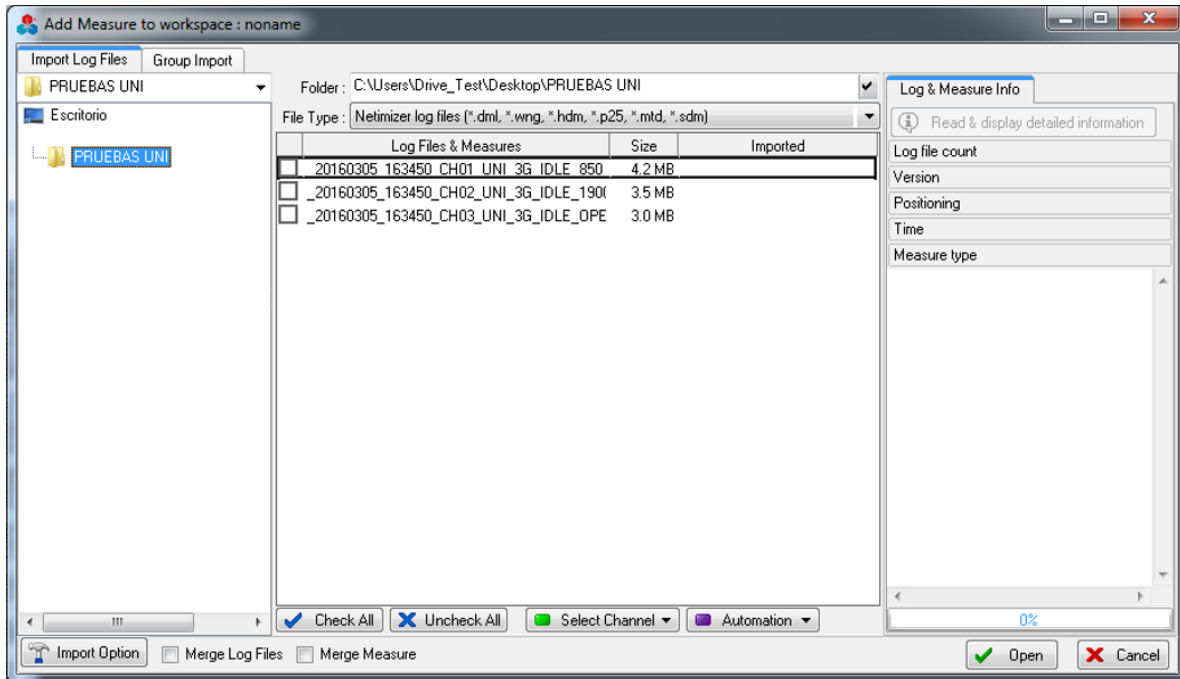 Add Measure to workspace : noname
Import Log Files
Group Import
PRUEBAS UNI
Escritorio
PRUEBAS UNI
Folder : C:\Users\Drive_Test\Desktop\PRUEBAS UNI
File Type : Netimizer log files (*.dml, *.wng, *.hdm, *.p25, *.mtd, *.sdm)
Log Files & Measures Size Imported
_20160305_163450_CH01_UNI_3G_IDLE_850 4.2 MB
_20160305_163450_CH02_UNI_3G_IDLE_190( 3.5 MB
_20160305_163450_CH03_UNI_3G_IDLE_OPE 3.0 MB
Log & Measure Info
Read & display detailed information
Log file count
Version
Positioning
Time
Measure type
0%
Check All
Uncheck All
Select Channel
Automation
Import Option
Merge Log Files
Merge Measure
Open
Cancel